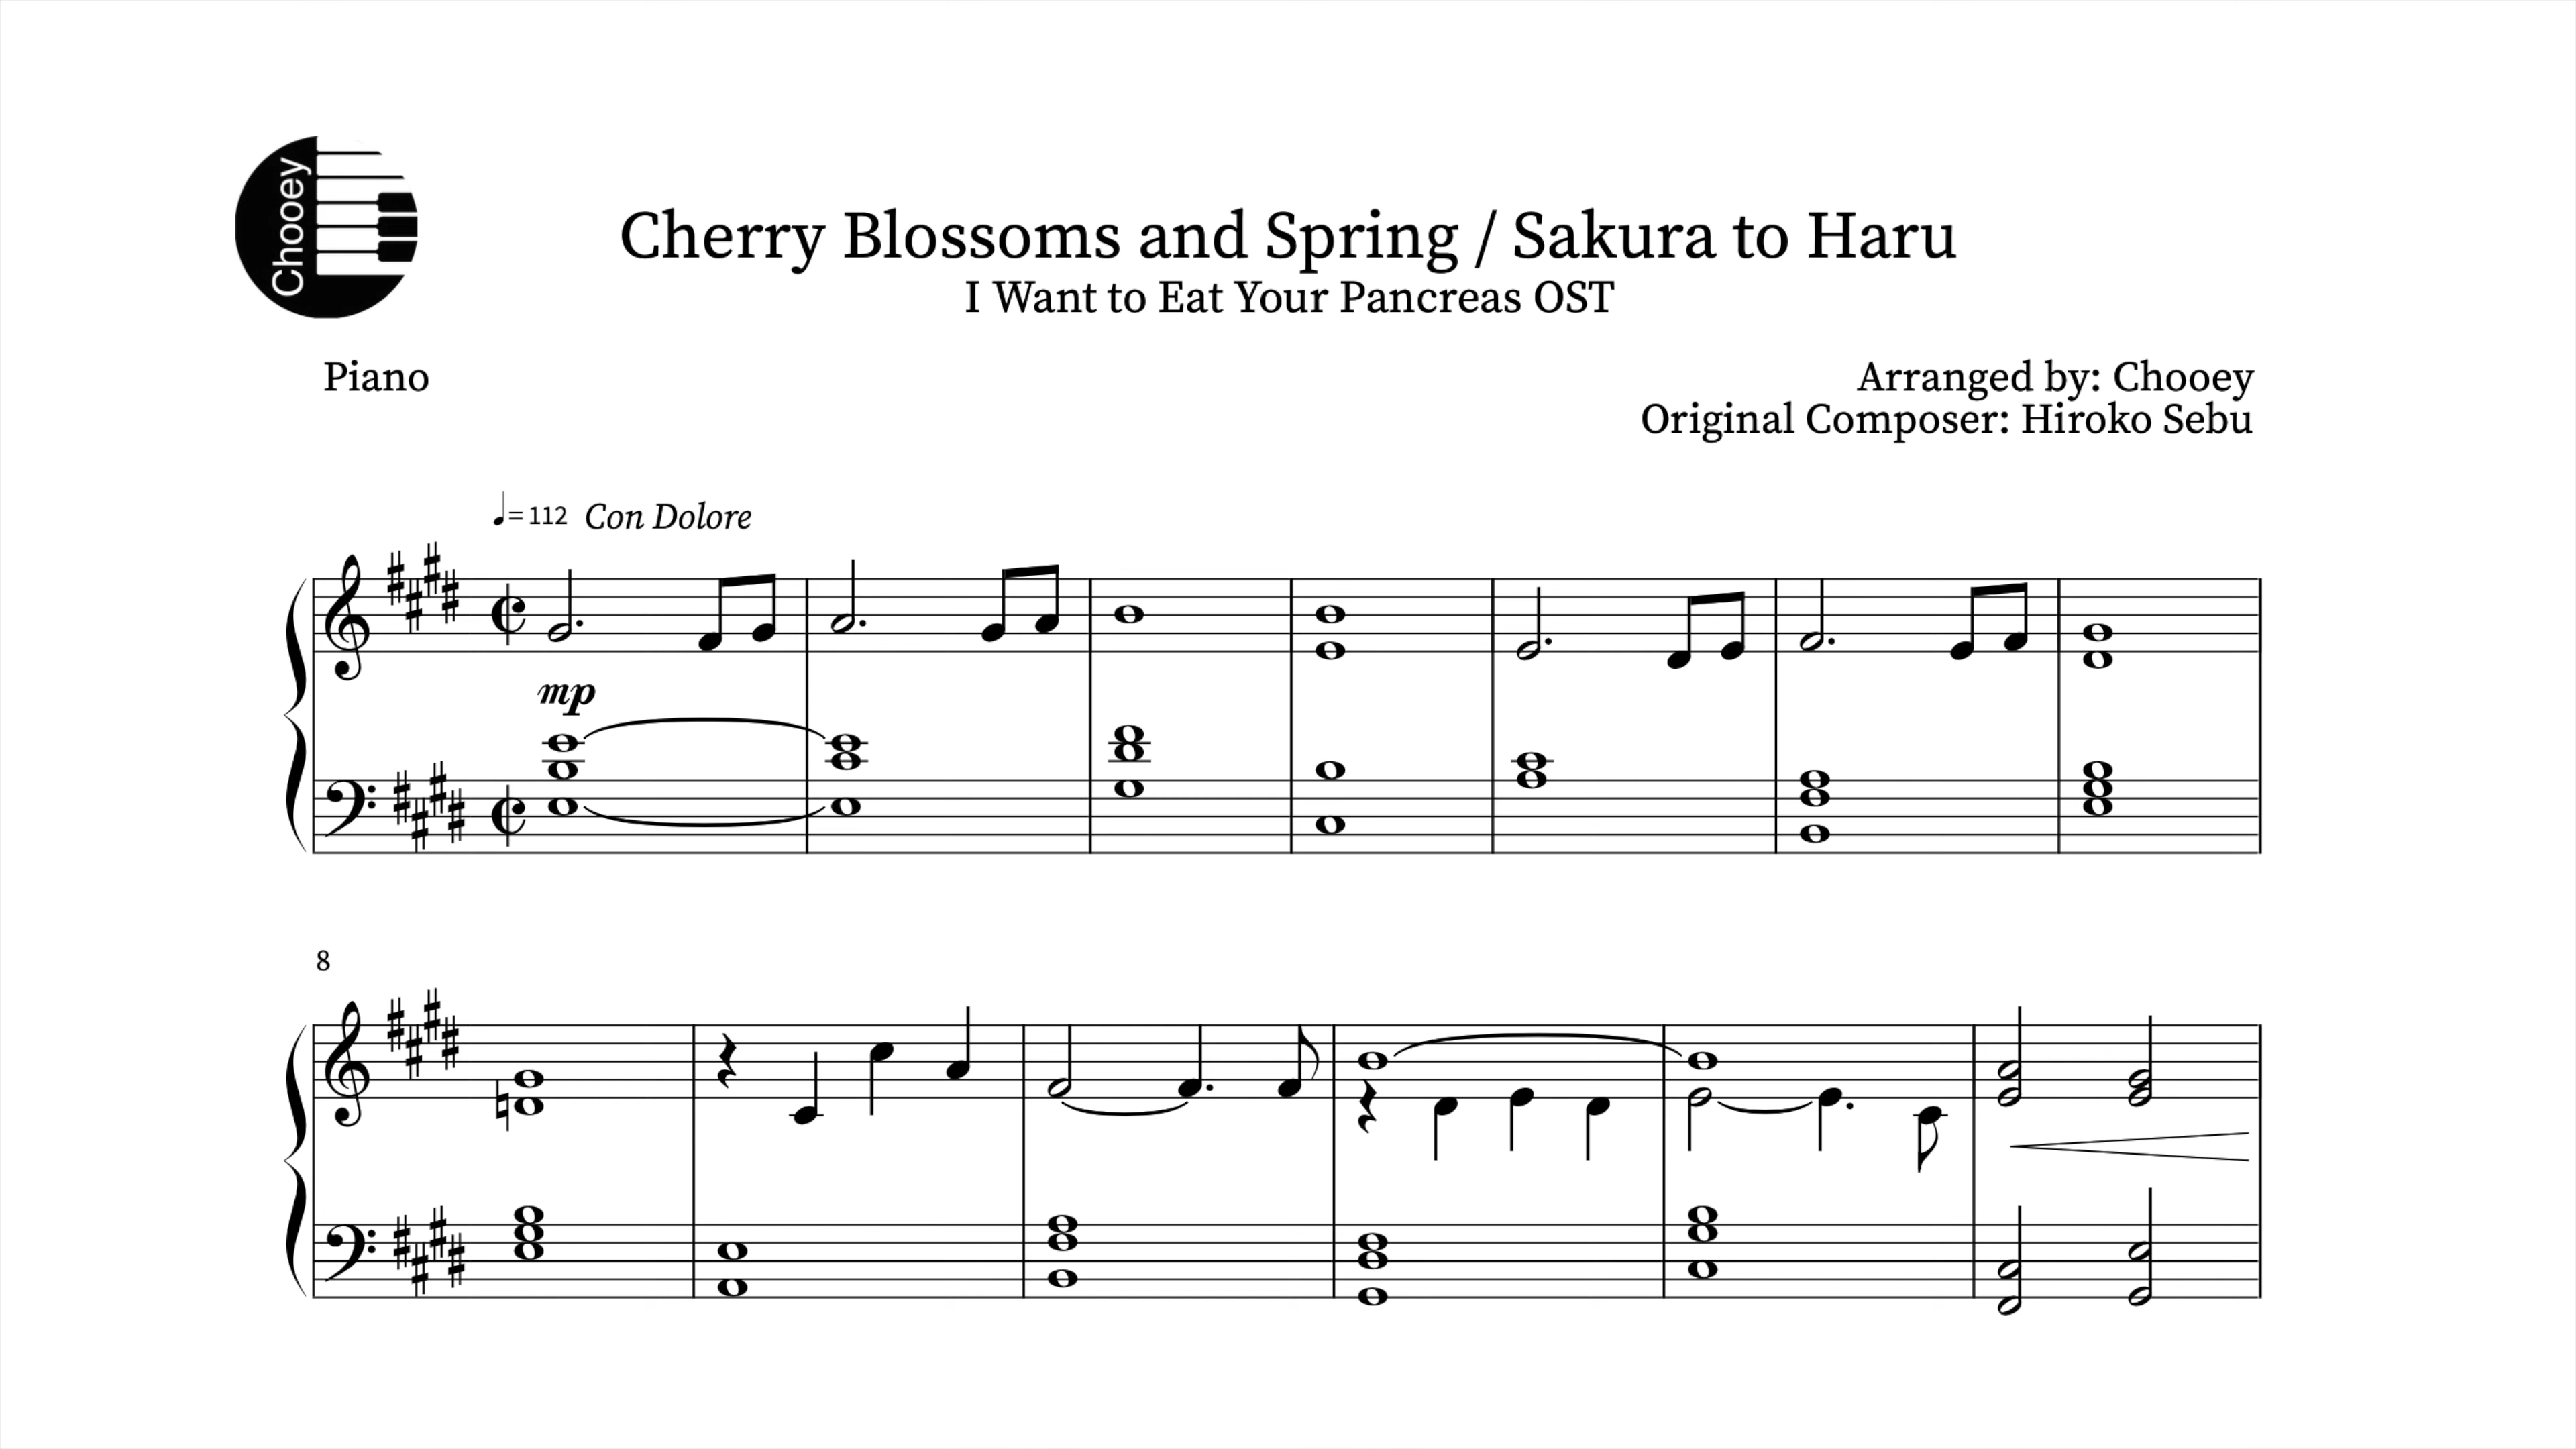 Chooey
Cherry Blossoms and Spring / Sakura to Haru
I Want to Eat Your Pancreas OST
Piano
Arranged by: Chooey
Original Composer: Hiroko Sebu
♩= 112 Con Dolore
mp
8